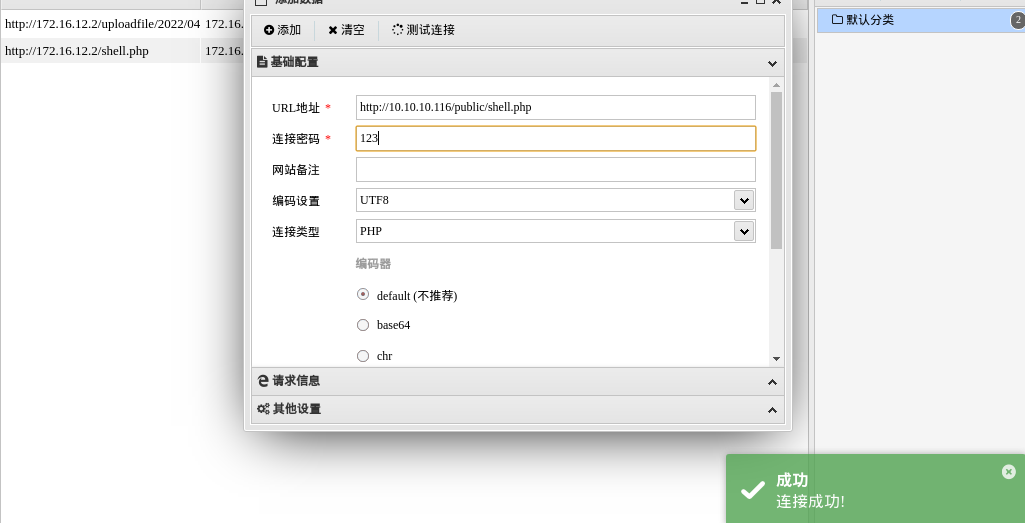 添加数据
http://172.16.12.2/uploadfile/2022/04 172.16.
http://172.16.12.2/shell.php 172.16.
添加 清空 测试连接
基础配置
URL地址 * http://10.10.10.116/public/shell.php
连接密码 * 123
网站备注
编码设置 UTF8
连接类型 PHP
编码器
default (不推荐)
base64
chr
请求信息
其他设置
默认分类 2
成功
连接成功!